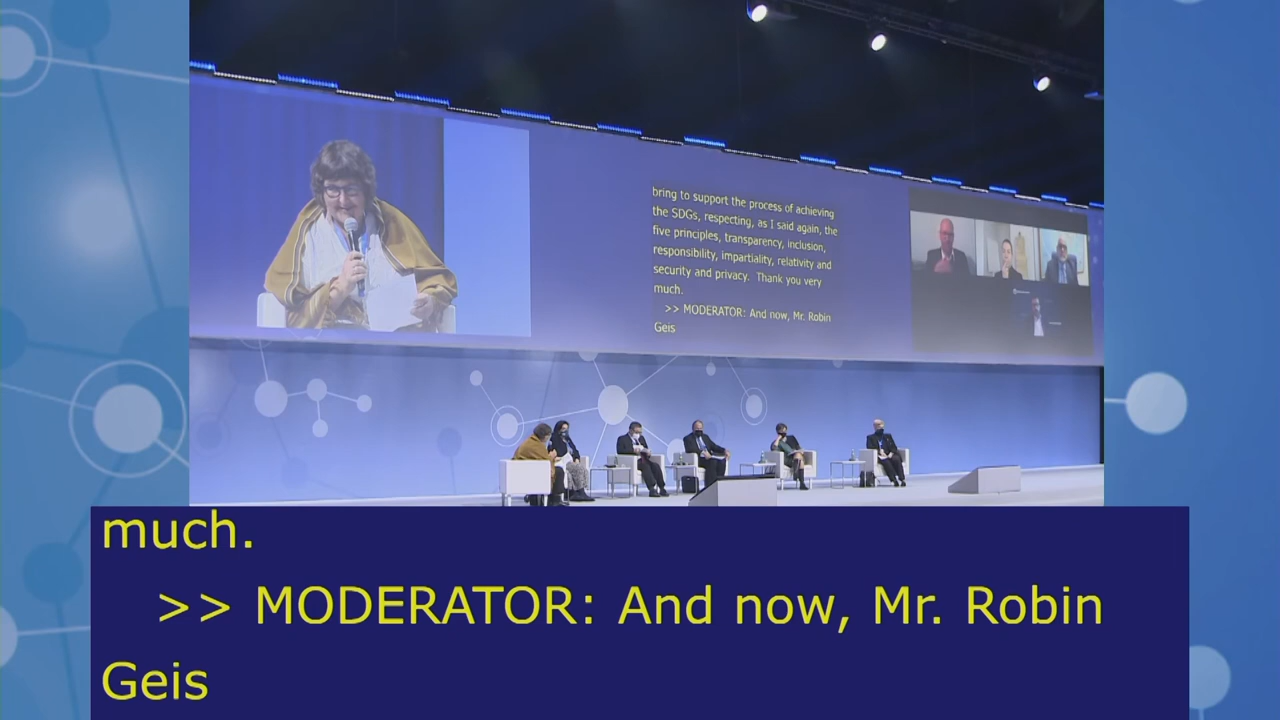 bring to support the process of achieving
the SDGs, respecting, as I said again, the
five principles, transparency, inclusion,
responsibility, impartiality, relativity and
security and privacy. Thank you very
much.
>> MODERATOR: And now, Mr. Robin
Geis
much.
>> MODERATOR: And now, Mr. Robin
Geis